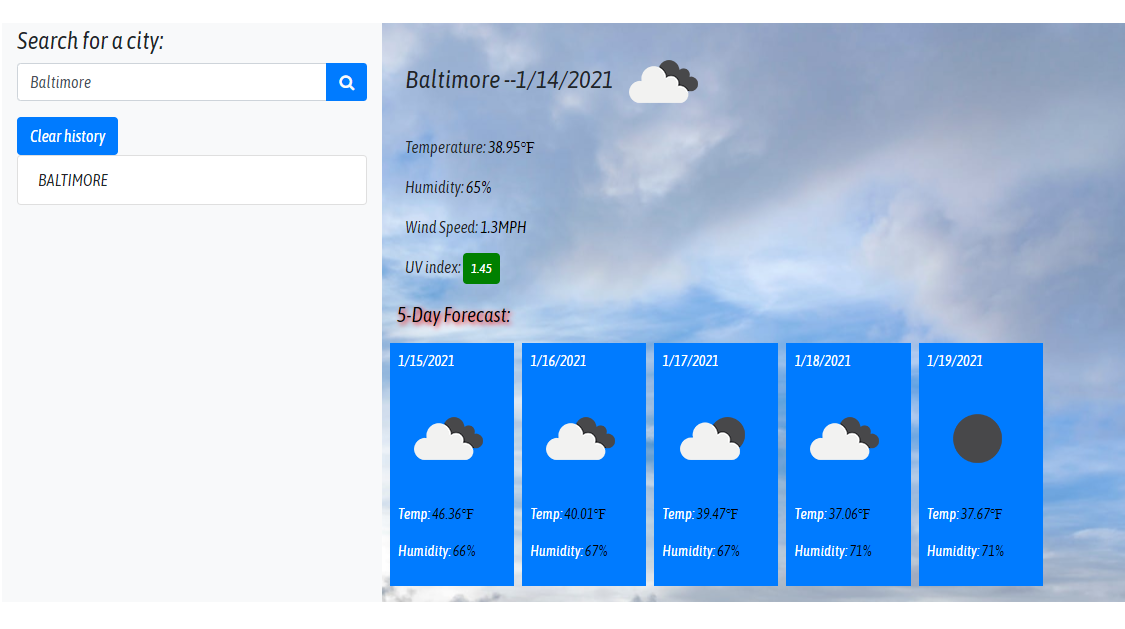 Search for a city:
Baltimore
Clear history
BALTIMORE
Baltimore --1/14/2021
Temperature: 38.95°F
Humidity: 65%
Wind Speed: 1.3MPH
UV index: 1.45
5-Day Forecast:
1/15/2021
Temp: 46.36°F
Humidity: 66%
1/16/2021
Temp: 40.01°F
Humidity: 67%
1/17/2021
Temp: 39.47°F
Humidity: 67%
1/18/2021
Temp: 37.06°F
Humidity: 71%
1/19/2021
Temp: 37.67°F
Humidity: 71%